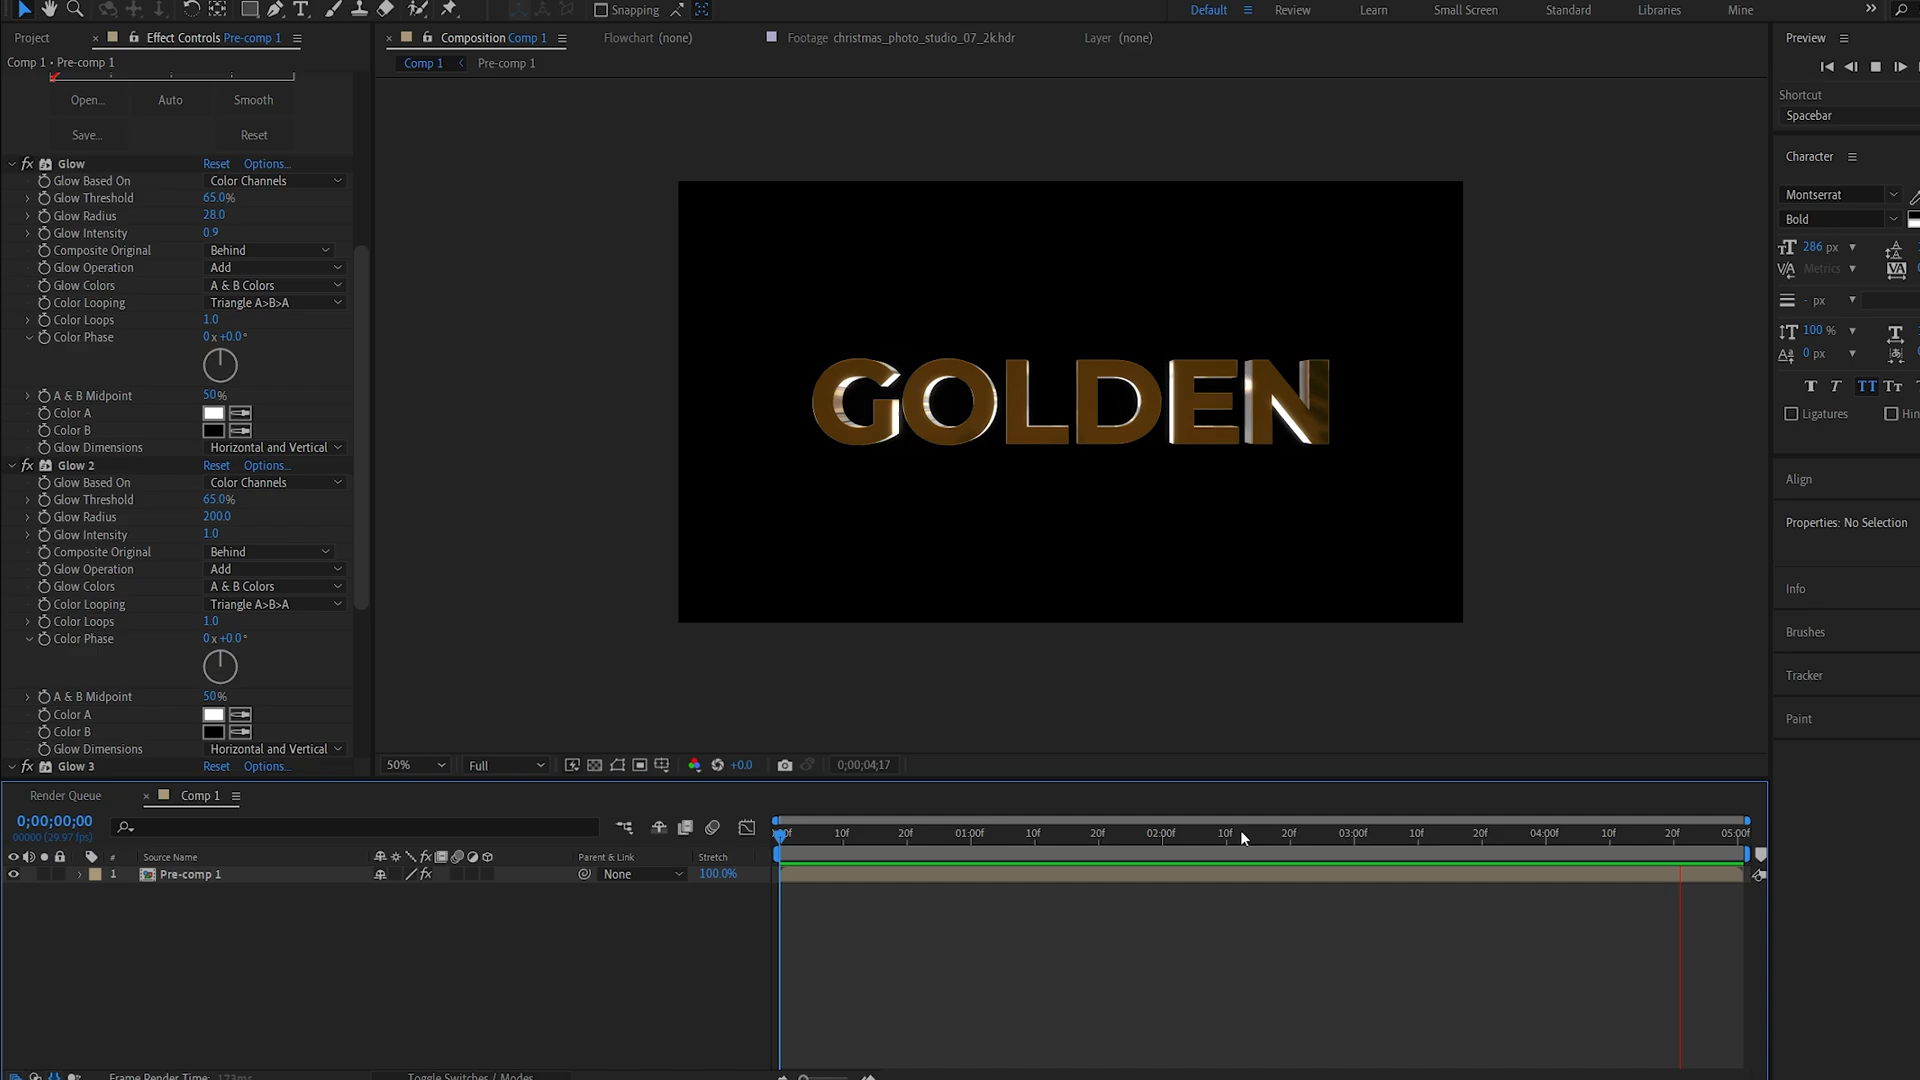 Snapping
Default
Review
Learn
Small Screen
Standard
Libraries
Mine
Project
Effect Controls Pre-comp 1
Composition Comp 1
Flowchart (none)
Footage christmas_photo_studio_07_2k.hdr
Layer (none)
Preview
Comp 1 • Pre-comp 1
Comp 1
Pre-comp 1
Shortcut
Spacebar
Open...
Auto
Smooth
Save...
Reset
Character
Glow
Reset
Options...
Glow Based On
Color Channels
Glow Threshold
65.0%
Glow Radius
28.0
Glow Intensity
0.9
Composite Original
Behind
Glow Operation
Add
Glow Colors
A & B Colors
Color Looping
Triangle A>B>A
Color Loops
1.0
Color Phase
0 x +0.0°
A & B Midpoint
50%
Color A
Color B
Glow Dimensions
Horizontal and Vertical
Glow 2
Reset
Options...
Glow Based On
Color Channels
Glow Threshold
65.0%
Glow Radius
200.0
Glow Intensity
1.0
Composite Original
Behind
Glow Operation
Add
Glow Colors
A & B Colors
Color Looping
Triangle A>B>A
Color Loops
1.0
Color Phase
0 x +0.0°
A & B Midpoint
50%
Color A
Color B
Glow Dimensions
Horizontal and Vertical
Glow 3
Reset
Options...
GOLDEN
Montserrat
Bold
286 px
Metrics
- px
100 %
0 px
T T TT Tt
Ligatures
Align
Properties: No Selection
Info
Brushes
Tracker
Paint
50%
Full
+0.0
0;00;04;17
Render Queue
Comp 1
0;00;00;00
00000 (29.97 fps)
10f
20f
01:00f
10f
20f
02:00f
10f
20f
03:00f
10f
20f
04:00f
10f
20f
05:00f
#
Source Name
Parent & Link
Stretch
1
Pre-comp 1
None
100.0%
Frame Render Time: 173ms
Toggle Switches / Modes